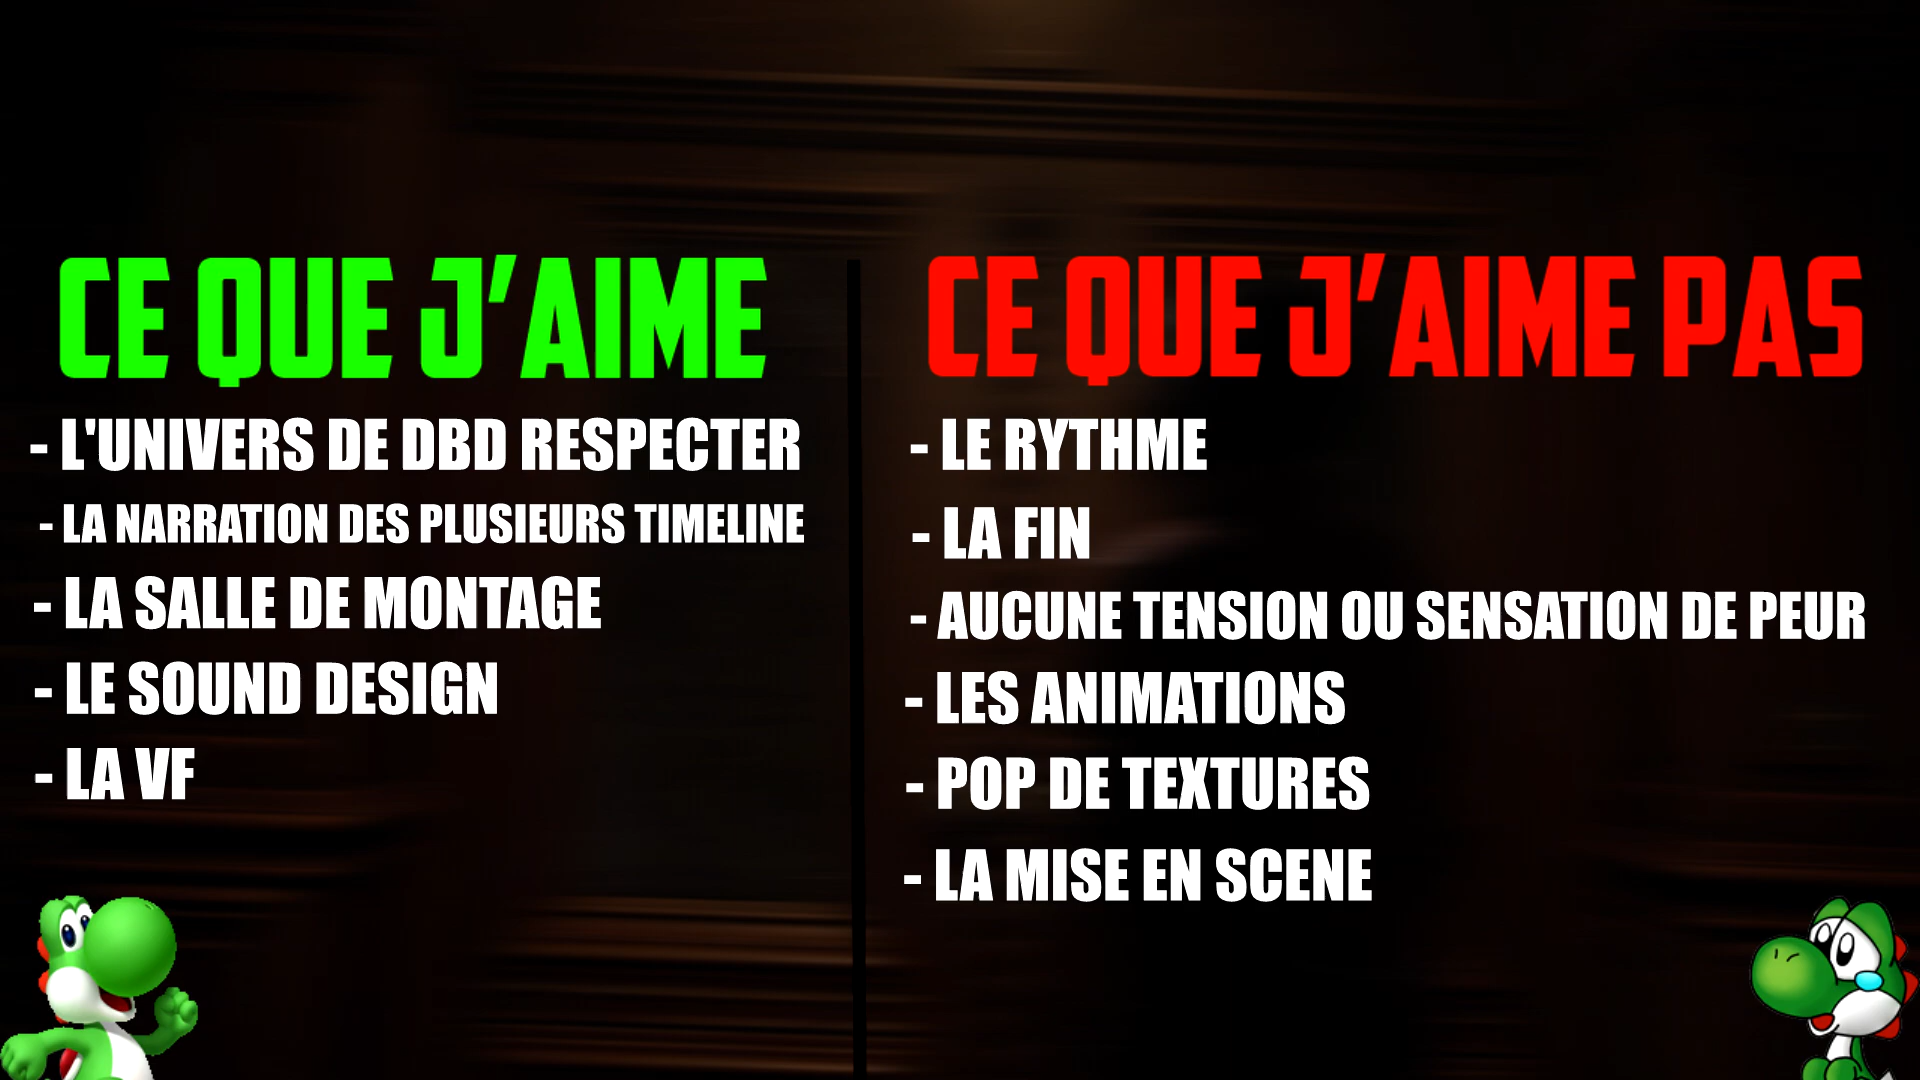 CE QUE J'AIME
- L'UNIVERS DE DBD RESPECTER
- LA NARRATION DES PLUSIEURS TIMELINE
- LA SALLE DE MONTAGE
- LE SOUND DESIGN
- LA VF
CE QUE J'AIME PAS
- LE RYTHME
- LA FIN
- AUCUNE TENSION OU SENSATION DE PEUR
- LES ANIMATIONS
- POP DE TEXTURES
- LA MISE EN SCENE